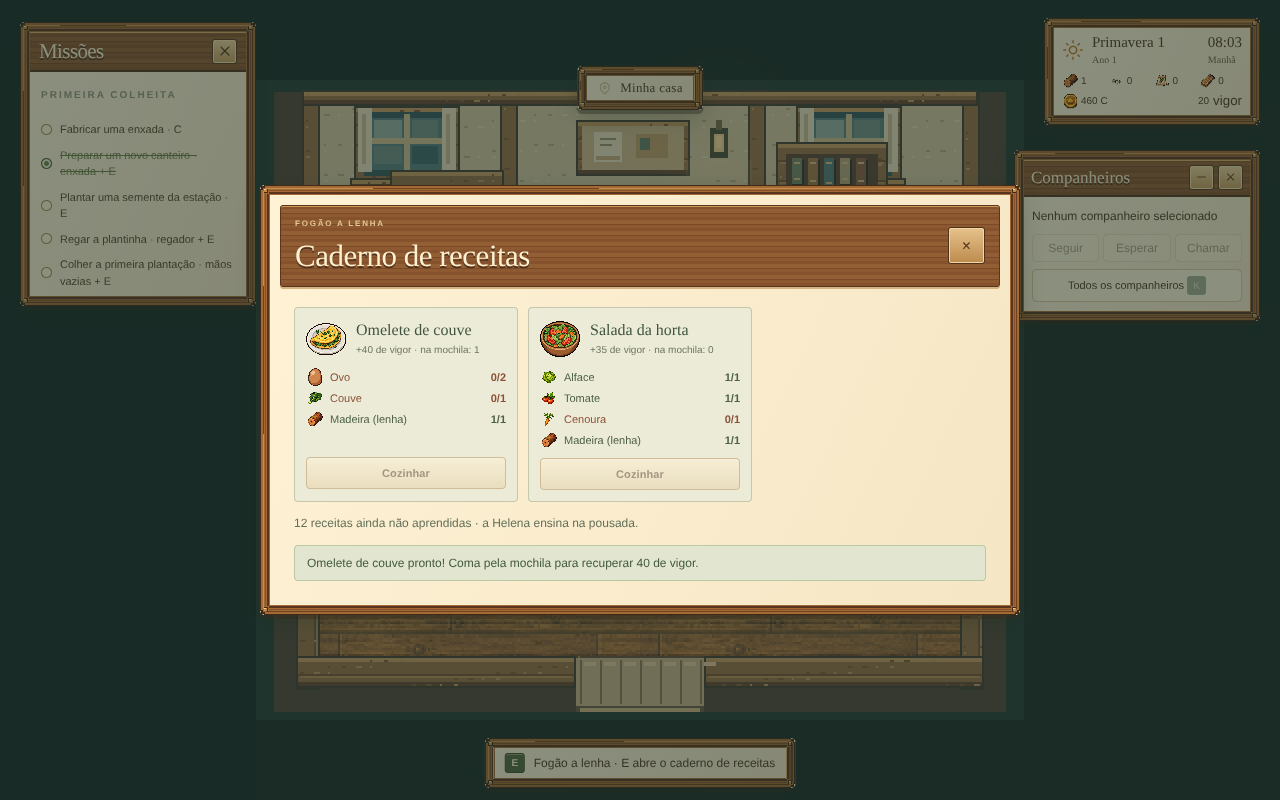 Missões
×
PRIMEIRA COLHEITA
Fabricar uma enxada · C
Preparar um novo canteiro ·
enxada + E
Plantar uma semente da estação ·
E
Regar a plantinha · regador + E
Colher a primeira plantação · mãos
vazias + E
Minha casa
Primavera 1
08:03
Ano 1
Manhã
1
0
0
0
460 C
20 vigor
Companheiros
−
×
Nenhum companheiro selecionado
Seguir
Esperar
Chamar
Todos os companheiros K
FOGÃO A LENHA
Caderno de receitas
×
Omelete de couve
+40 de vigor · na mochila: 1
Ovo 0/2
Couve 0/1
Madeira (lenha) 1/1
Cozinhar
Salada da horta
+35 de vigor · na mochila: 0
Alface 1/1
Tomate 1/1
Cenoura 0/1
Madeira (lenha) 1/1
Cozinhar
12 receitas ainda não aprendidas · a Helena ensina na pousada.
Omelete de couve pronto! Coma pela mochila para recuperar 40 de vigor.
E Fogão a lenha · E abre o caderno de receitas